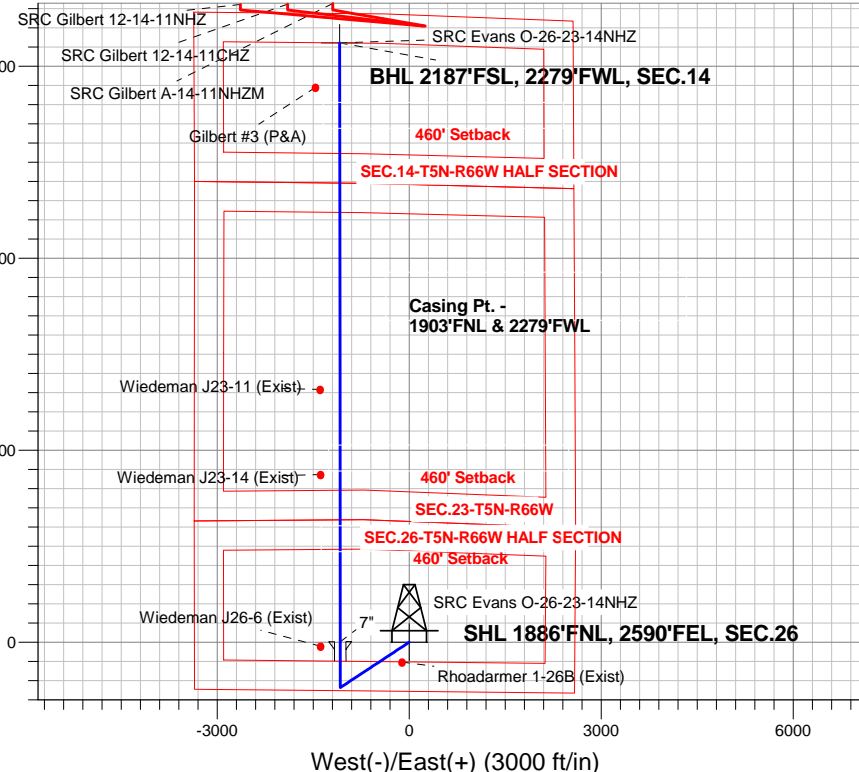 SRC Gilbert 12-14-11NHZ
SRC Evans O-26-23-14NHZ
SRC Gilbert 12-14-11CHZ
BHL 2187'FSL, 2279'FWL, SEC.14
SRC Gilbert A-14-11NHZM
Gilbert #3 (P&A)
460' Setback
SEC.14-T5N-R66W HALF SECTION
Casing Pt. -
1903'FNL & 2279'FWL
Wiedeman J23-11 (Exist)
Wiedeman J23-14 (Exist)
460' Setback
SEC.23-T5N-R66W
SEC.26-T5N-R66W HALF SECTION
460' Setback
SRC Evans O-26-23-14NHZ
Wiedeman J26-6 (Exist)
7"
SHL 1886'FNL, 2590'FEL, SEC.26
0
Rhoadarmer 1-26B (Exist)
-3000 0 3000 6000
West(-)/East(+) (3000 ft/in)